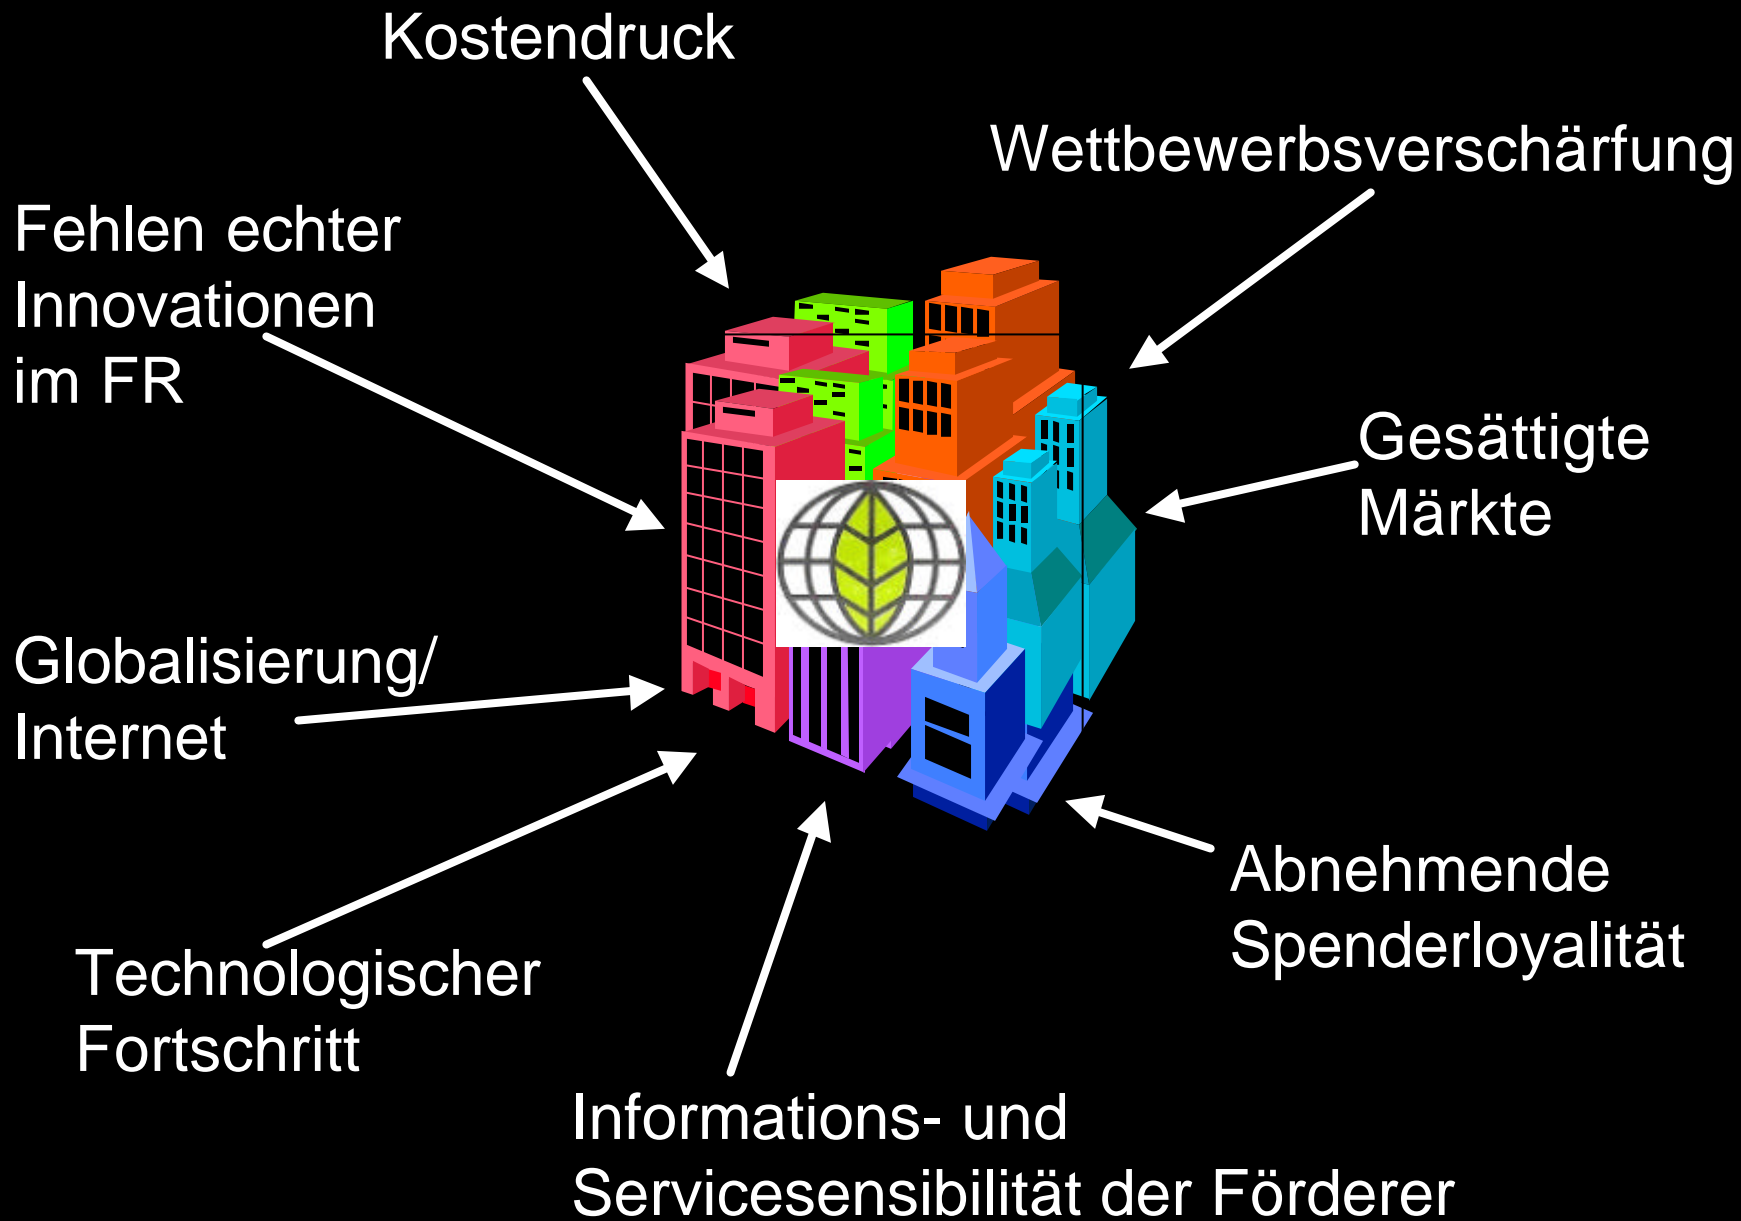 Kostendruck
Wettbewerbsverschärfung
Fehlen echter
Innovationen
im FR
Gesättigte
Märkte
Globalisierung/
Internet
Abnehmende
Spenderloyalität
Technologischer
Fortschritt
Informations- und
Servicesensibilität der Förderer